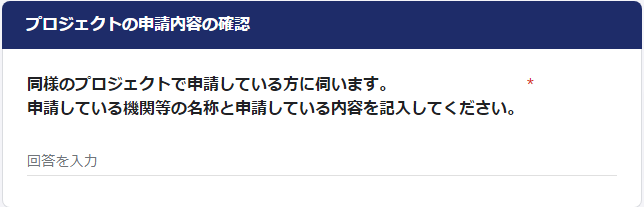 プロジェクトの申請内容の確認
同様のプロジェクトで申請している方に伺います。 *
申請している機関等の名称と申請している内容を記入してください。
回答を入力